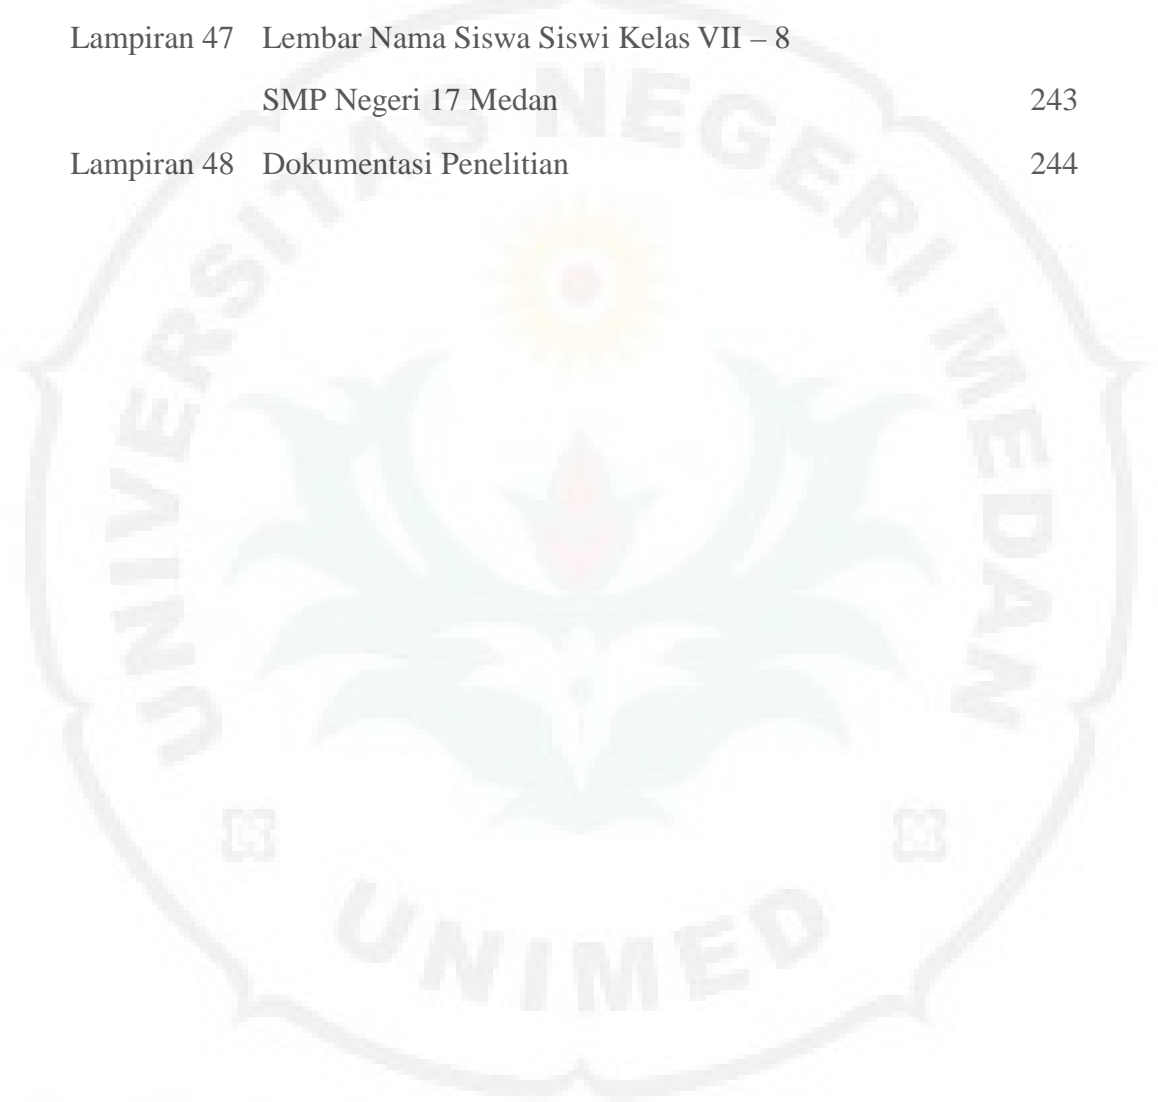 Lampiran 47 Lembar Nama Siswa Siswi Kelas VII – 8
SMP Negeri 17 Medan 243
Lampiran 48 Dokumentasi Penelitian 244
UNIVERSITAS NEGERI MEDAN
UNIMED